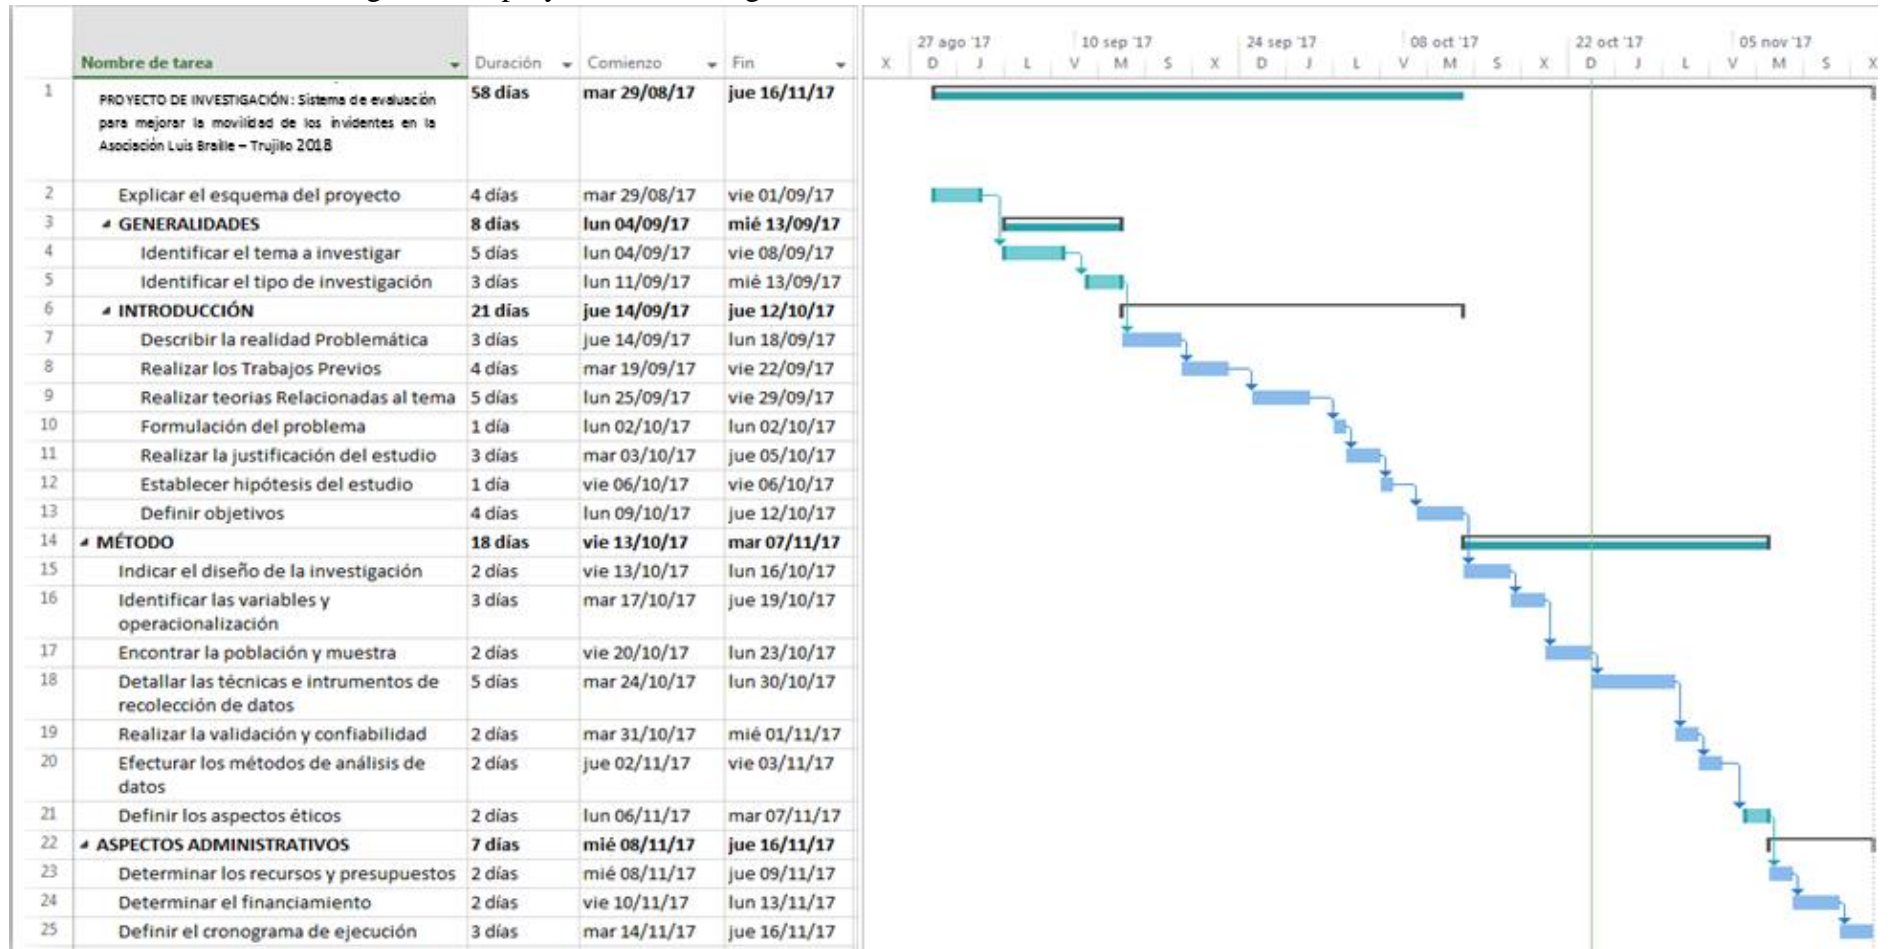 Nombre de tarea Duración Comienzo Fin
27 ago '17 10 sep '17 24 sep '17 08 oct '17 22 oct '17 05 nov '17
X D J L V M S X D J L V M S X D J L V M S X
1 PROYECTO DE INVESTIGACIÓN: Sistema de evaluación 58 días mar 29/08/17 jue 16/11/17
para mejorar la movilidad de los invidentes en la
Asociación Luis Braille – Trujillo 2018
2 Explicar el esquema del proyecto 4 días mar 29/08/17 vie 01/09/17
3 GENERALIDADES 8 días lun 04/09/17 mié 13/09/17
4 Identificar el tema a investigar 5 días lun 04/09/17 vie 08/09/17
5 Identificar el tipo de investigación 3 días lun 11/09/17 mié 13/09/17
6 INTRODUCCIÓN 21 días jue 14/09/17 jue 12/10/17
7 Describir la realidad Problemática 3 días jue 14/09/17 lun 18/09/17
8 Realizar los Trabajos Previos 4 días mar 19/09/17 vie 22/09/17
9 Realizar teorias Relacionadas al tema 5 días lun 25/09/17 vie 29/09/17
10 Formulación del problema 1 día lun 02/10/17 lun 02/10/17
11 Realizar la justificación del estudio 3 días mar 03/10/17 jue 05/10/17
12 Establecer hipótesis del estudio 1 día vie 06/10/17 vie 06/10/17
13 Definir objetivos 4 días lun 09/10/17 jue 12/10/17
14 MÉTODO 18 días vie 13/10/17 mar 07/11/17
15 Indicar el diseño de la investigación 2 días vie 13/10/17 lun 16/10/17
16 Identificar las variables y 3 días mar 17/10/17 jue 19/10/17
operacionalización
17 Encontrar la población y muestra 2 días vie 20/10/17 lun 23/10/17
18 Detallar las técnicas e intrumentos de 5 días mar 24/10/17 lun 30/10/17
recolección de datos
19 Realizar la validación y confiabilidad 2 días mar 31/10/17 mié 01/11/17
20 Efecturar los métodos de análisis de 2 días jue 02/11/17 vie 03/11/17
datos
21 Definir los aspectos éticos 2 días lun 06/11/17 mar 07/11/17
22 ASPECTOS ADMINISTRATIVOS 7 días mié 08/11/17 jue 16/11/17
23 Determinar los recursos y presupuestos 2 días mié 08/11/17 jue 09/11/17
24 Determinar el financiamiento 2 días vie 10/11/17 lun 13/11/17
25 Definir el cronograma de ejecución 3 días mar 14/11/17 jue 16/11/17